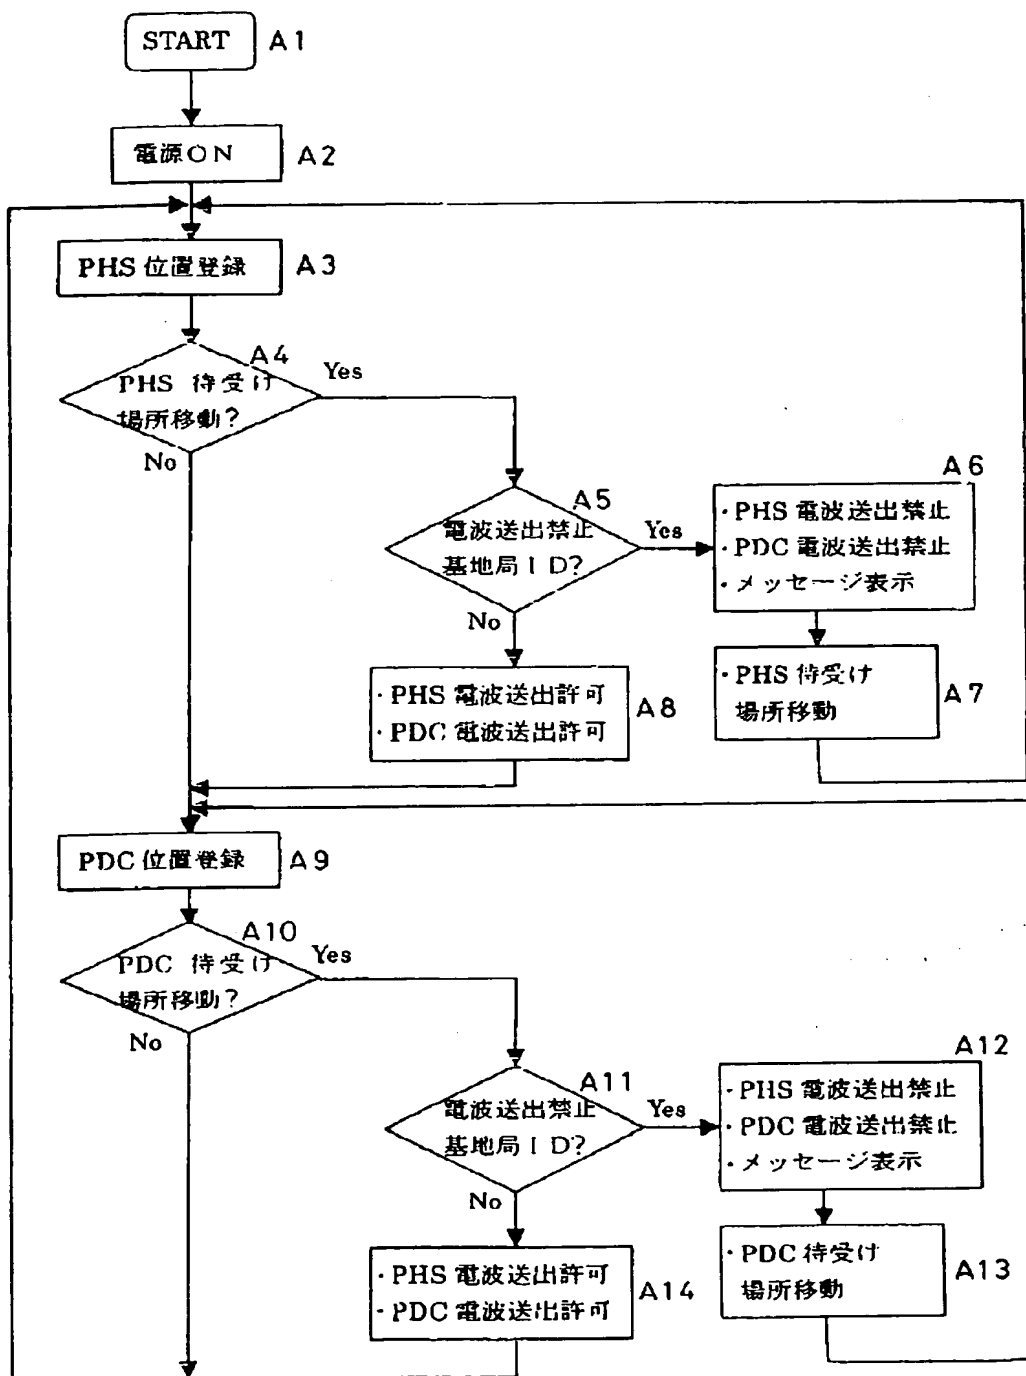 START A1
電源ON A2
PHS 位置登録 A3
A4
PHS 待受け
場所移動?
Yes
No
A5
電波送出禁止
基地局ID?
Yes
No
A6
・PHS 電波送出禁止
・PDC 電波送出禁止
・メッセージ表示
・PHS 待受け
場所移動
A7
・PHS 電波送出許可
・PDC 電波送出許可
A8
PDC 位置登録 A9
A10
PDC 待受け
場所移動?
Yes
No
A11
電波送出禁止
基地局ID?
Yes
No
A12
・PHS 電波送出禁止
・PDC 電波送出禁止
・メッセージ表示
・PDC 待受け
場所移動
A13
・PHS 電波送出許可
・PDC 電波送出許可
A14